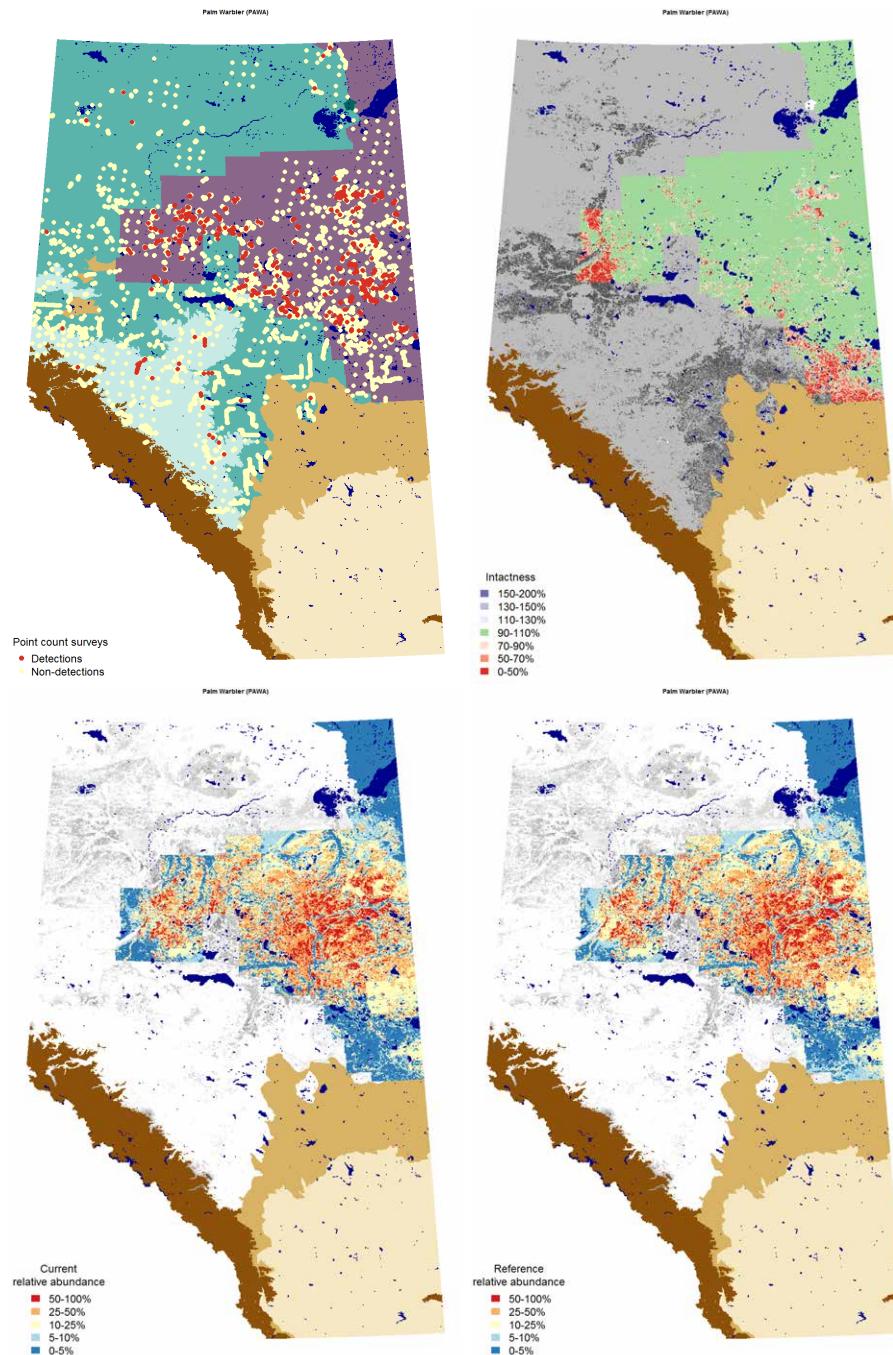 Palm Warbler (PAWA)
Point count surveys
Detections
Non-detections
Palm Warbler (PAWA)
Intactness
150-200%
130-150%
110-130%
90-110%
70-90%
50-70%
0-50%
Palm Warbler (PAWA)
Current
relative abundance
50-100%
25-50%
10-25%
5-10%
0-5%
Palm Warbler (PAWA)
Reference
relative abundance
50-100%
25-50%
10-25%
5-10%
0-5%